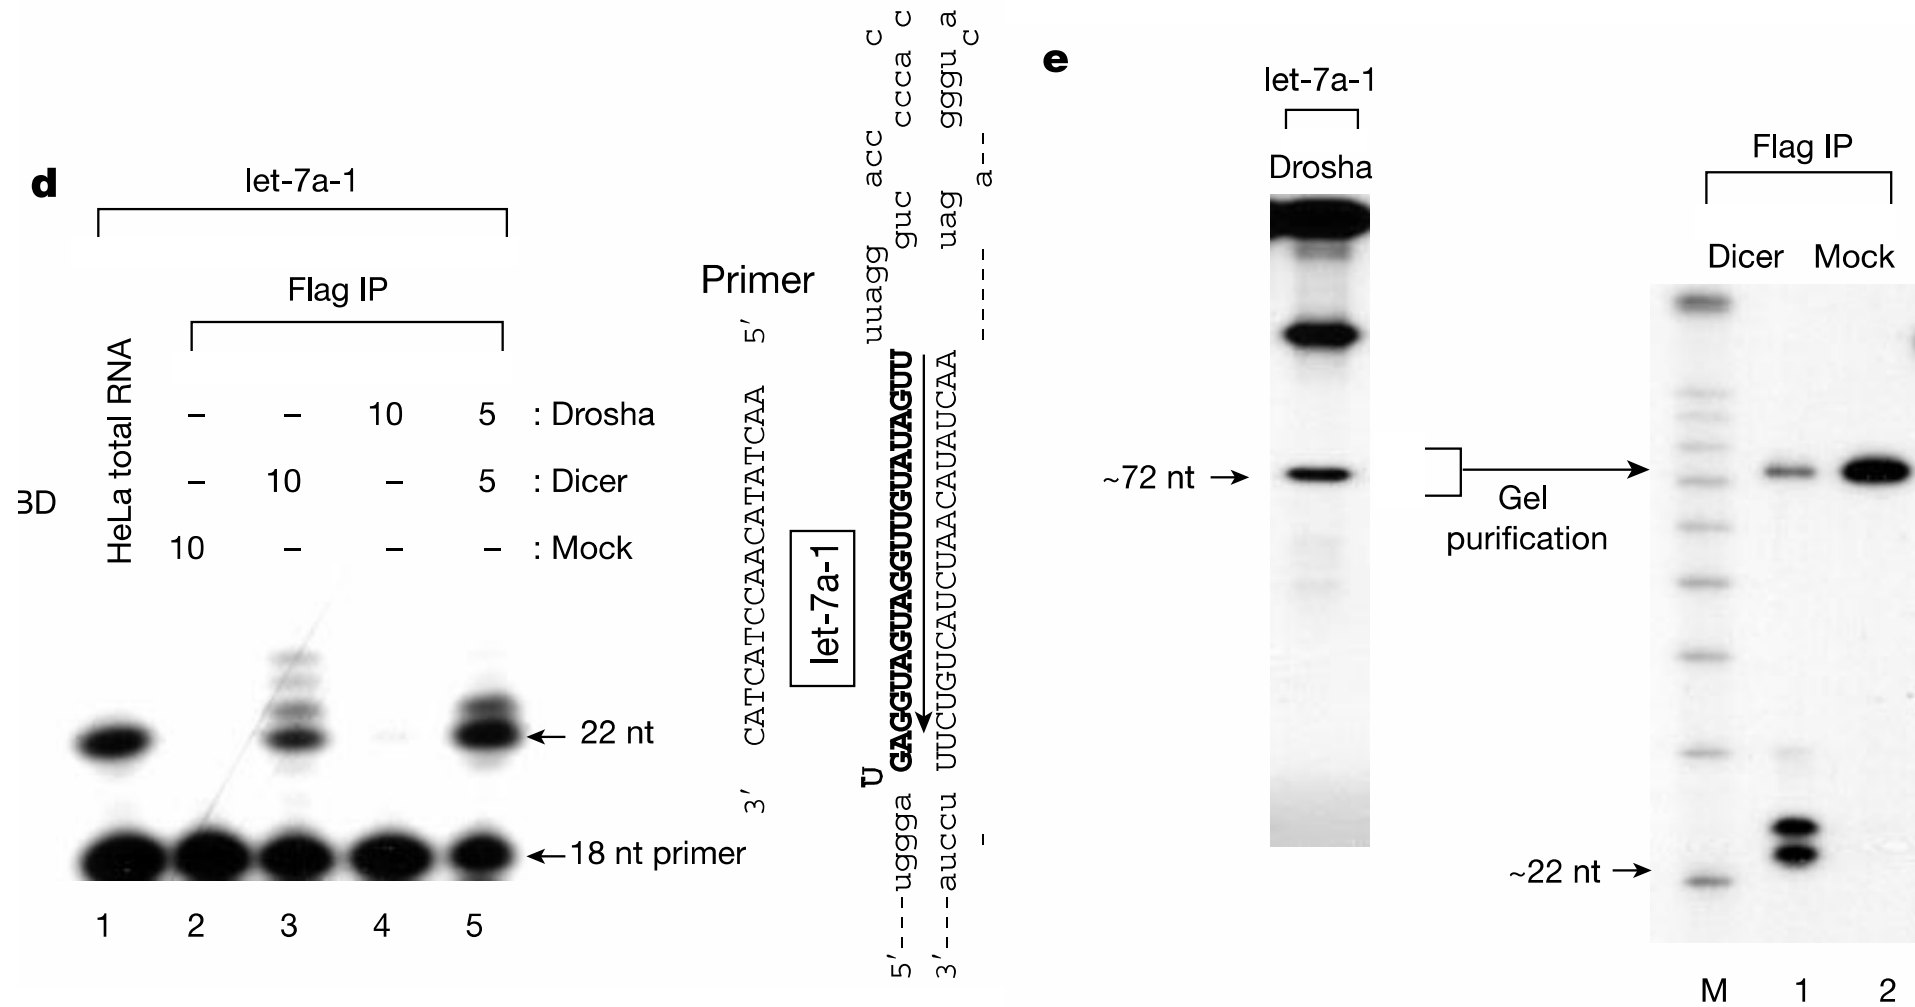 d
let-7a-1
Flag IP
HeLa total RNA
– – 10 5 : Drosha
– 10 – 5 : Dicer
10 – – – : Mock
3D
22 nt
18 nt primer
1 2 3 4 5
Primer
3′ CATCATCCAACATATCAA 5′
let-7a-1
U GAGGUAGUAGGUUGUAUAGUU
5′---uggga uuagg guc acc ccca c c
3′---auccu UUCUGUCAUCUAACAUAUCAA ----- uag a-- gggu c a
-
e
let-7a-1
Drosha
~72 nt
Gel
purification
Flag IP
Dicer Mock
~22 nt
M 1 2